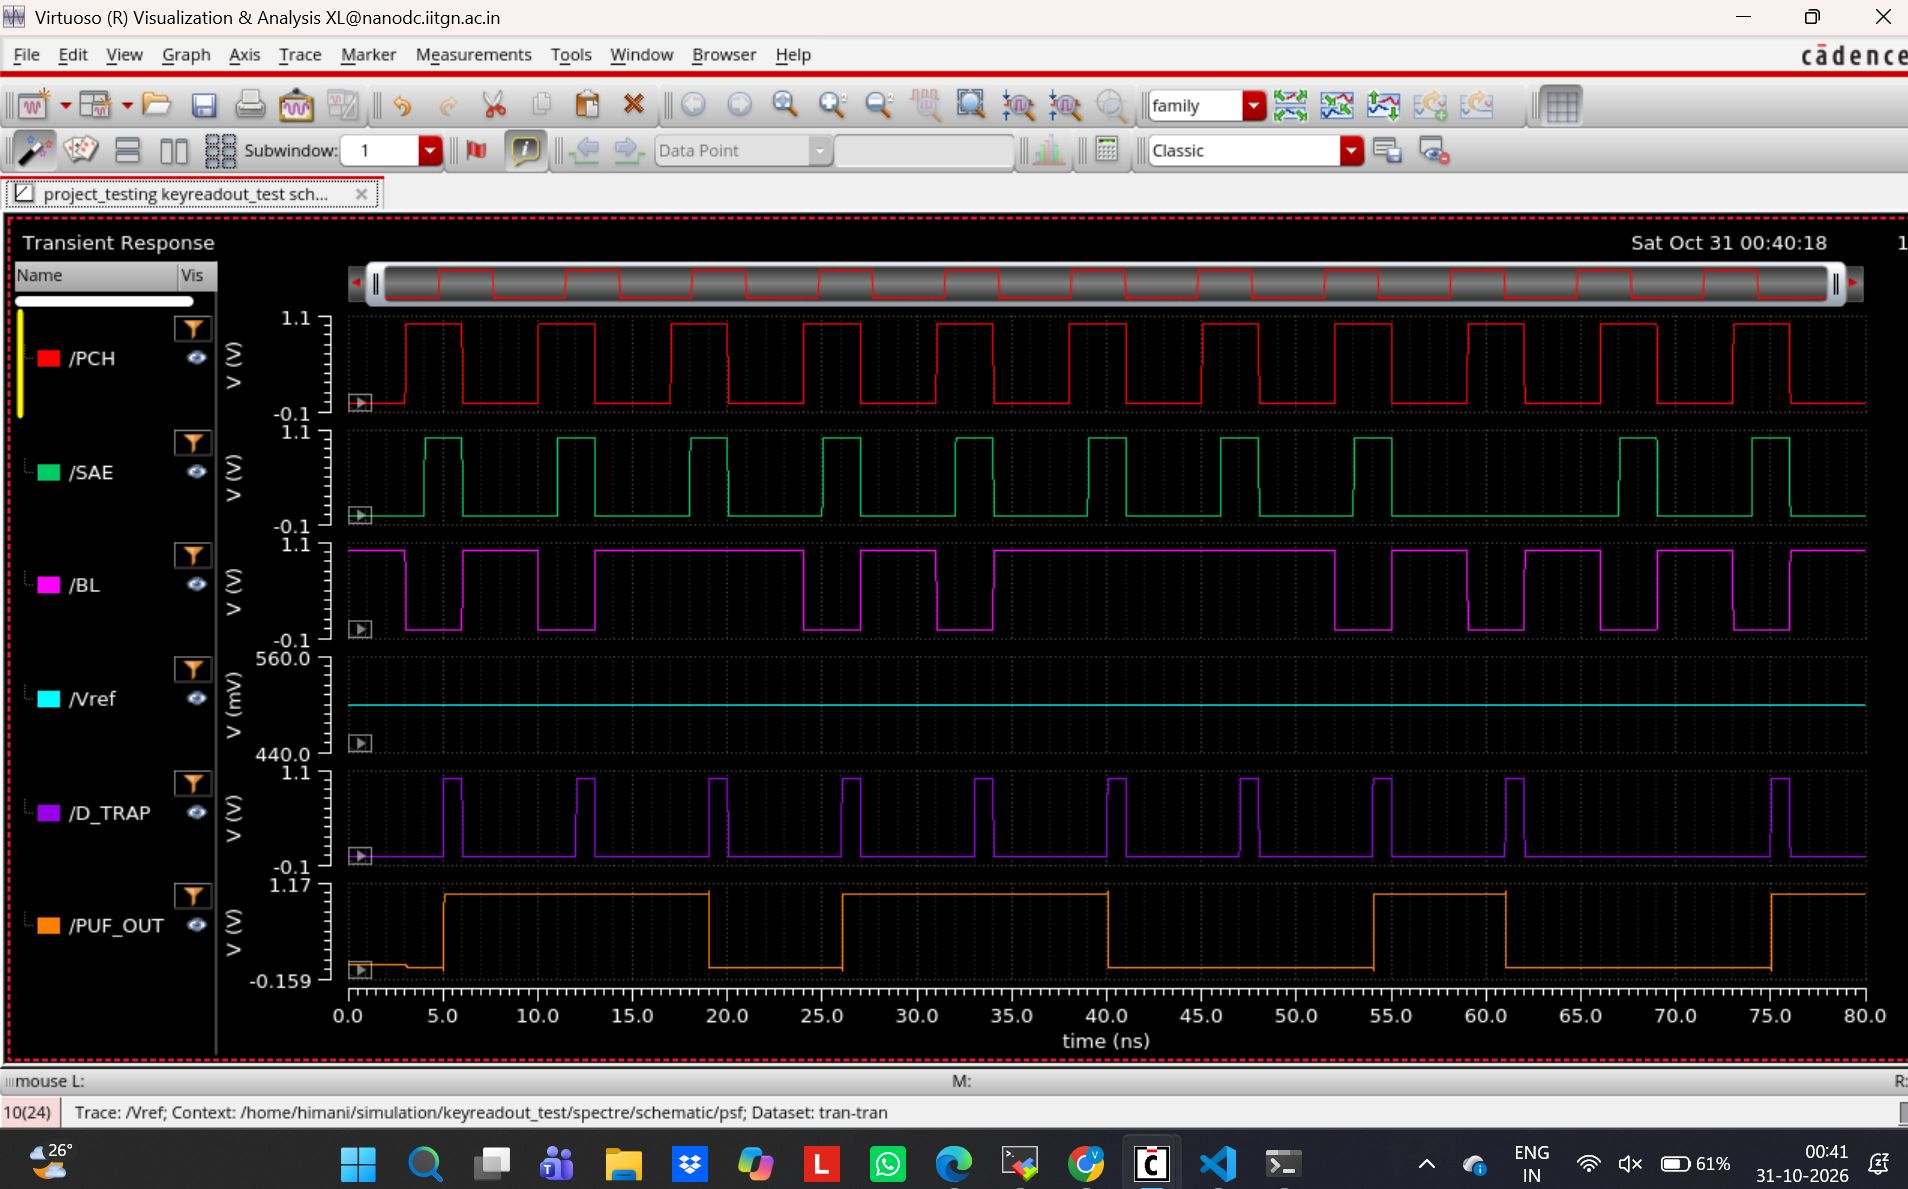 Virtuoso (R) Visualization & Analysis XL@nanodc.iitgn.ac.in
File Edit View Graph Axis Trace Marker Measurements Tools Window Browser Help
cādence
family
Subwindow: 1
Data Point
Classic
project_testing keyreadout_test sch...
Transient Response
Sat Oct 31 00:40:18
1
Name Vis
/PCH
V (V)
1.1
-0.1
/SAE
V (V)
1.1
-0.1
/BL
V (V)
1.1
-0.1
/Vref
V (mV)
560.0
440.0
/D_TRAP
V (V)
1.1
-0.1
/PUF_OUT
V (V)
1.17
-0.159
0.0 5.0 10.0 15.0 20.0 25.0 30.0 35.0 40.0 45.0 50.0 55.0 60.0 65.0 70.0 75.0 80.0
time (ns)
mouse L: M: R:
10(24) Trace: /Vref; Context: /home/himani/simulation/keyreadout_test/spectre/schematic/psf; Dataset: tran-tran
26°
ENG
IN
61%
00:41
31-10-2026